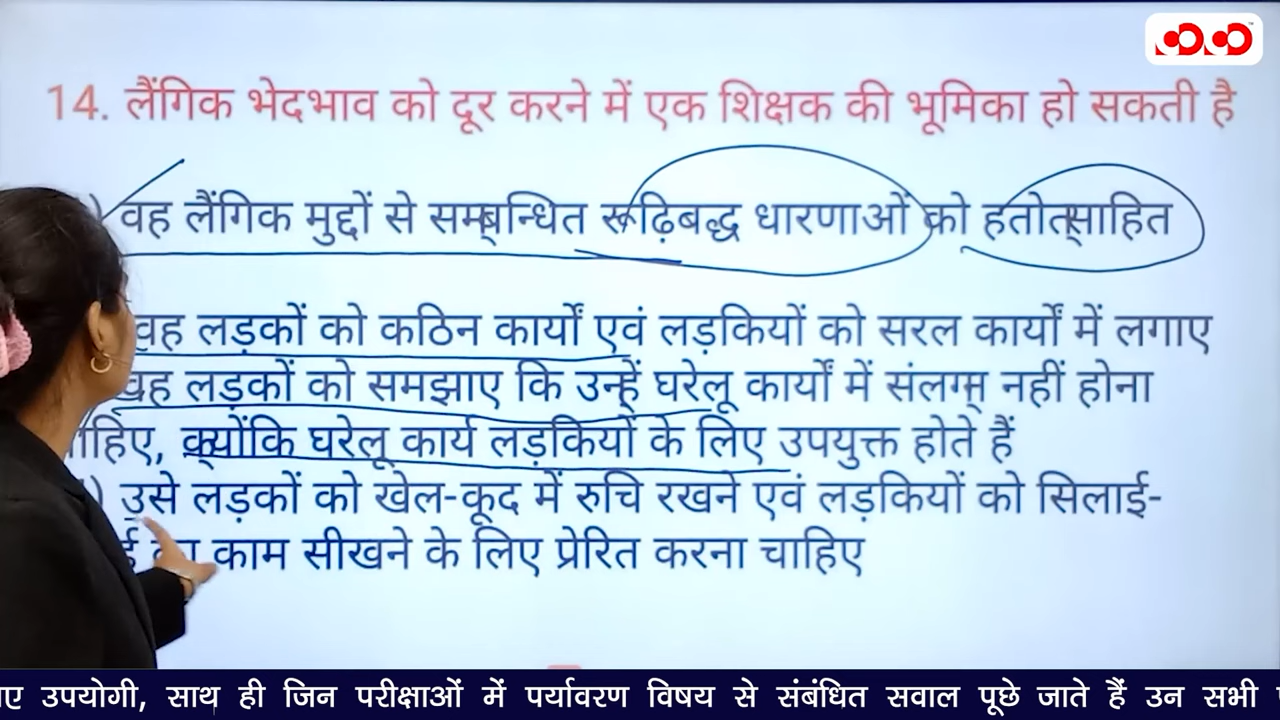 14. लैंगिक भेदभाव को दूर करने में एक शिक्षक की भूमिका हो सकती है
) वह लैंगिक मुद्दों से सम्बन्धित रूढ़िबद्ध धारणाओं को हतोत्साहित
वह लड़कों को कठिन कार्यों एवं लड़कियों को सरल कार्यों में लगाए
वह लड़कों को समझाए कि उन्हें घरेलू कार्यों में संलग्न नहीं होना
ाहिए, क्योंकि घरेलू कार्य लड़कियों के लिए उपयुक्त होते हैं
) उसे लड़कों को खेल-कूद में रुचि रखने एवं लड़कियों को सिलाई-
काम सीखने के लिए प्रेरित करना चाहिए
ए उपयोगी, साथ ही जिन परीक्षाओं में पर्यावरण विषय से संबंधित सवाल पूछे जाते हैं उन सभी